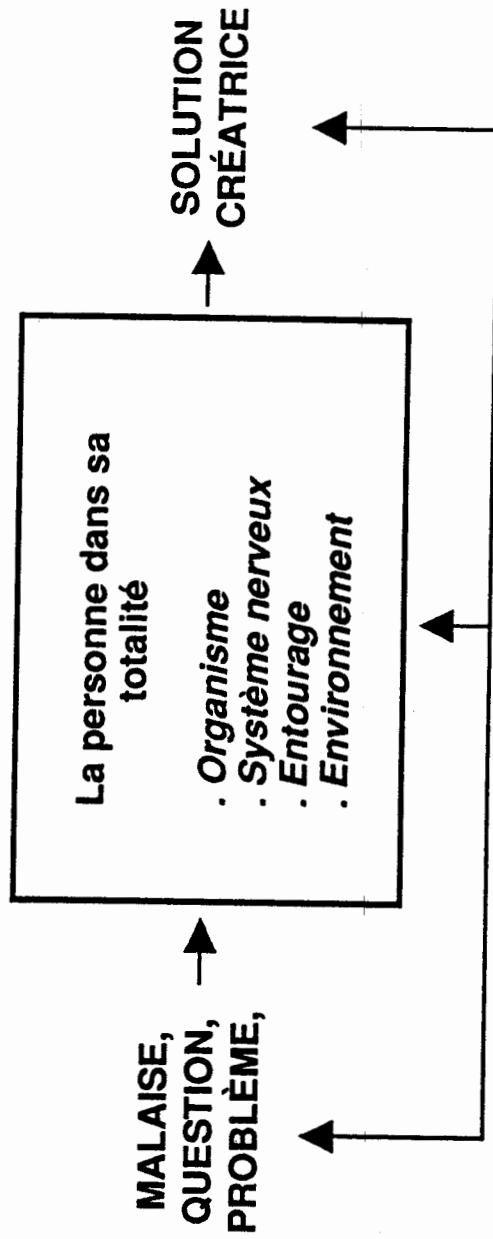 MALAISE,
QUESTION,
PROBLÈME,
La personne dans sa
totalité
. Organisme
. Système nerveux
. Entourage
. Environnement
SOLUTION
CRÉATRICE